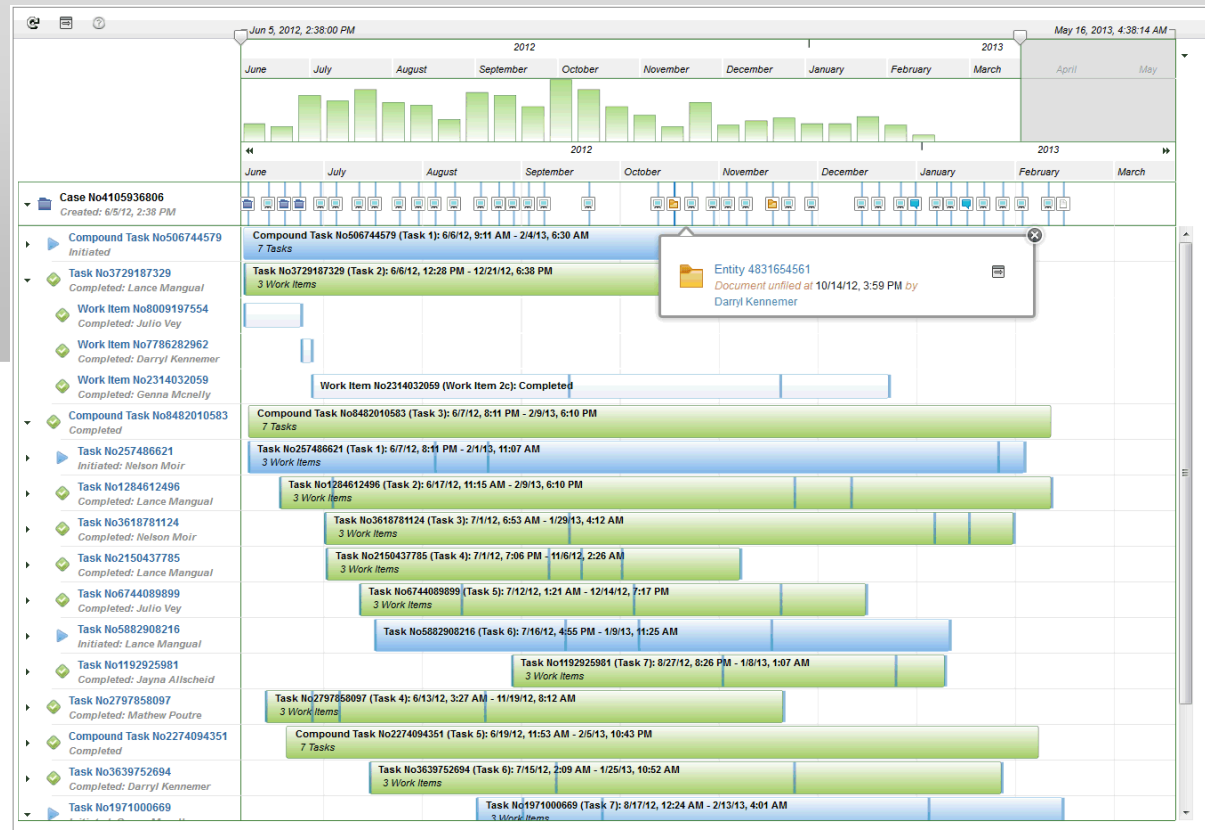 Jun 5, 2012, 2:38:00 PM
May 16, 2013, 4:38:14 AM
2012
2013
June July August September October November December January February March April May
2012
2013
June July August September October November December January February March
Case No4105936806
Created: 6/5/12, 2:38 PM
Compound Task No506744579
Initiated
Compound Task No506744579 (Task 1): 6/6/12, 9:11 AM - 2/4/13, 6:30 AM
7 Tasks
Entity 4831654561
Document unfiled at 10/14/12, 3:59 PM by
Darryl Kennemer
Task No3729187329
Completed: Lance Mangual
Task No3729187329 (Task 2): 6/6/12, 12:28 PM - 12/21/12, 6:38 PM
3 Work Items
Work Item No8009197554
Completed: Julio Vey
Work Item No7786282962
Completed: Darryl Kennemer
Work Item No2314032059
Completed: Genna Mcnelly
Work Item No2314032059 (Work Item 2c): Completed
Compound Task No8482010583
Completed
Compound Task No8482010583 (Task 3): 6/7/12, 8:11 PM - 2/9/13, 6:10 PM
7 Tasks
Task No257486621
Initiated: Nelson Moir
Task No257486621 (Task 1): 6/7/12, 8:11 PM - 2/1/13, 11:07 AM
3 Work Items
Task No1284612496
Completed: Lance Mangual
Task No1284612496 (Task 2): 6/17/12, 11:15 AM - 2/9/13, 6:10 PM
3 Work Items
Task No3618781124
Completed: Nelson Moir
Task No3618781124 (Task 3): 7/1/12, 6:53 AM - 1/29/13, 4:12 AM
3 Work Items
Task No2150437785
Completed: Lance Mangual
Task No2150437785 (Task 4): 7/1/12, 7:06 PM - 11/6/12, 2:26 AM
3 Work Items
Task No6744089899
Completed: Julio Vey
Task No6744089899 (Task 5): 7/12/12, 1:21 AM - 12/14/12, 7:17 PM
3 Work Items
Task No5882908216
Initiated: Lance Mangual
Task No5882908216 (Task 6): 7/16/12, 4:55 PM - 1/9/13, 11:25 AM
Task No1192925981
Completed: Jayna Allscheid
Task No1192925981 (Task 7): 8/27/12, 8:26 PM - 1/8/13, 1:07 AM
3 Work Items
Task No2797858097
Completed: Mathew Poutre
Task No2797858097 (Task 4): 6/13/12, 3:27 AM - 11/19/12, 8:12 AM
3 Work Items
Compound Task No2274094351
Completed
Compound Task No2274094351 (Task 5): 6/19/12, 11:53 AM - 2/5/13, 10:43 PM
7 Tasks
Task No3639752694
Completed: Darryl Kennemer
Task No3639752694 (Task 6): 7/15/12, 2:09 AM - 1/25/13, 10:52 AM
3 Work Items
Task No1971000669
Task No1971000669 (Task 7): 8/17/12, 12:24 AM - 2/13/13, 4:01 AM
3 Work Items